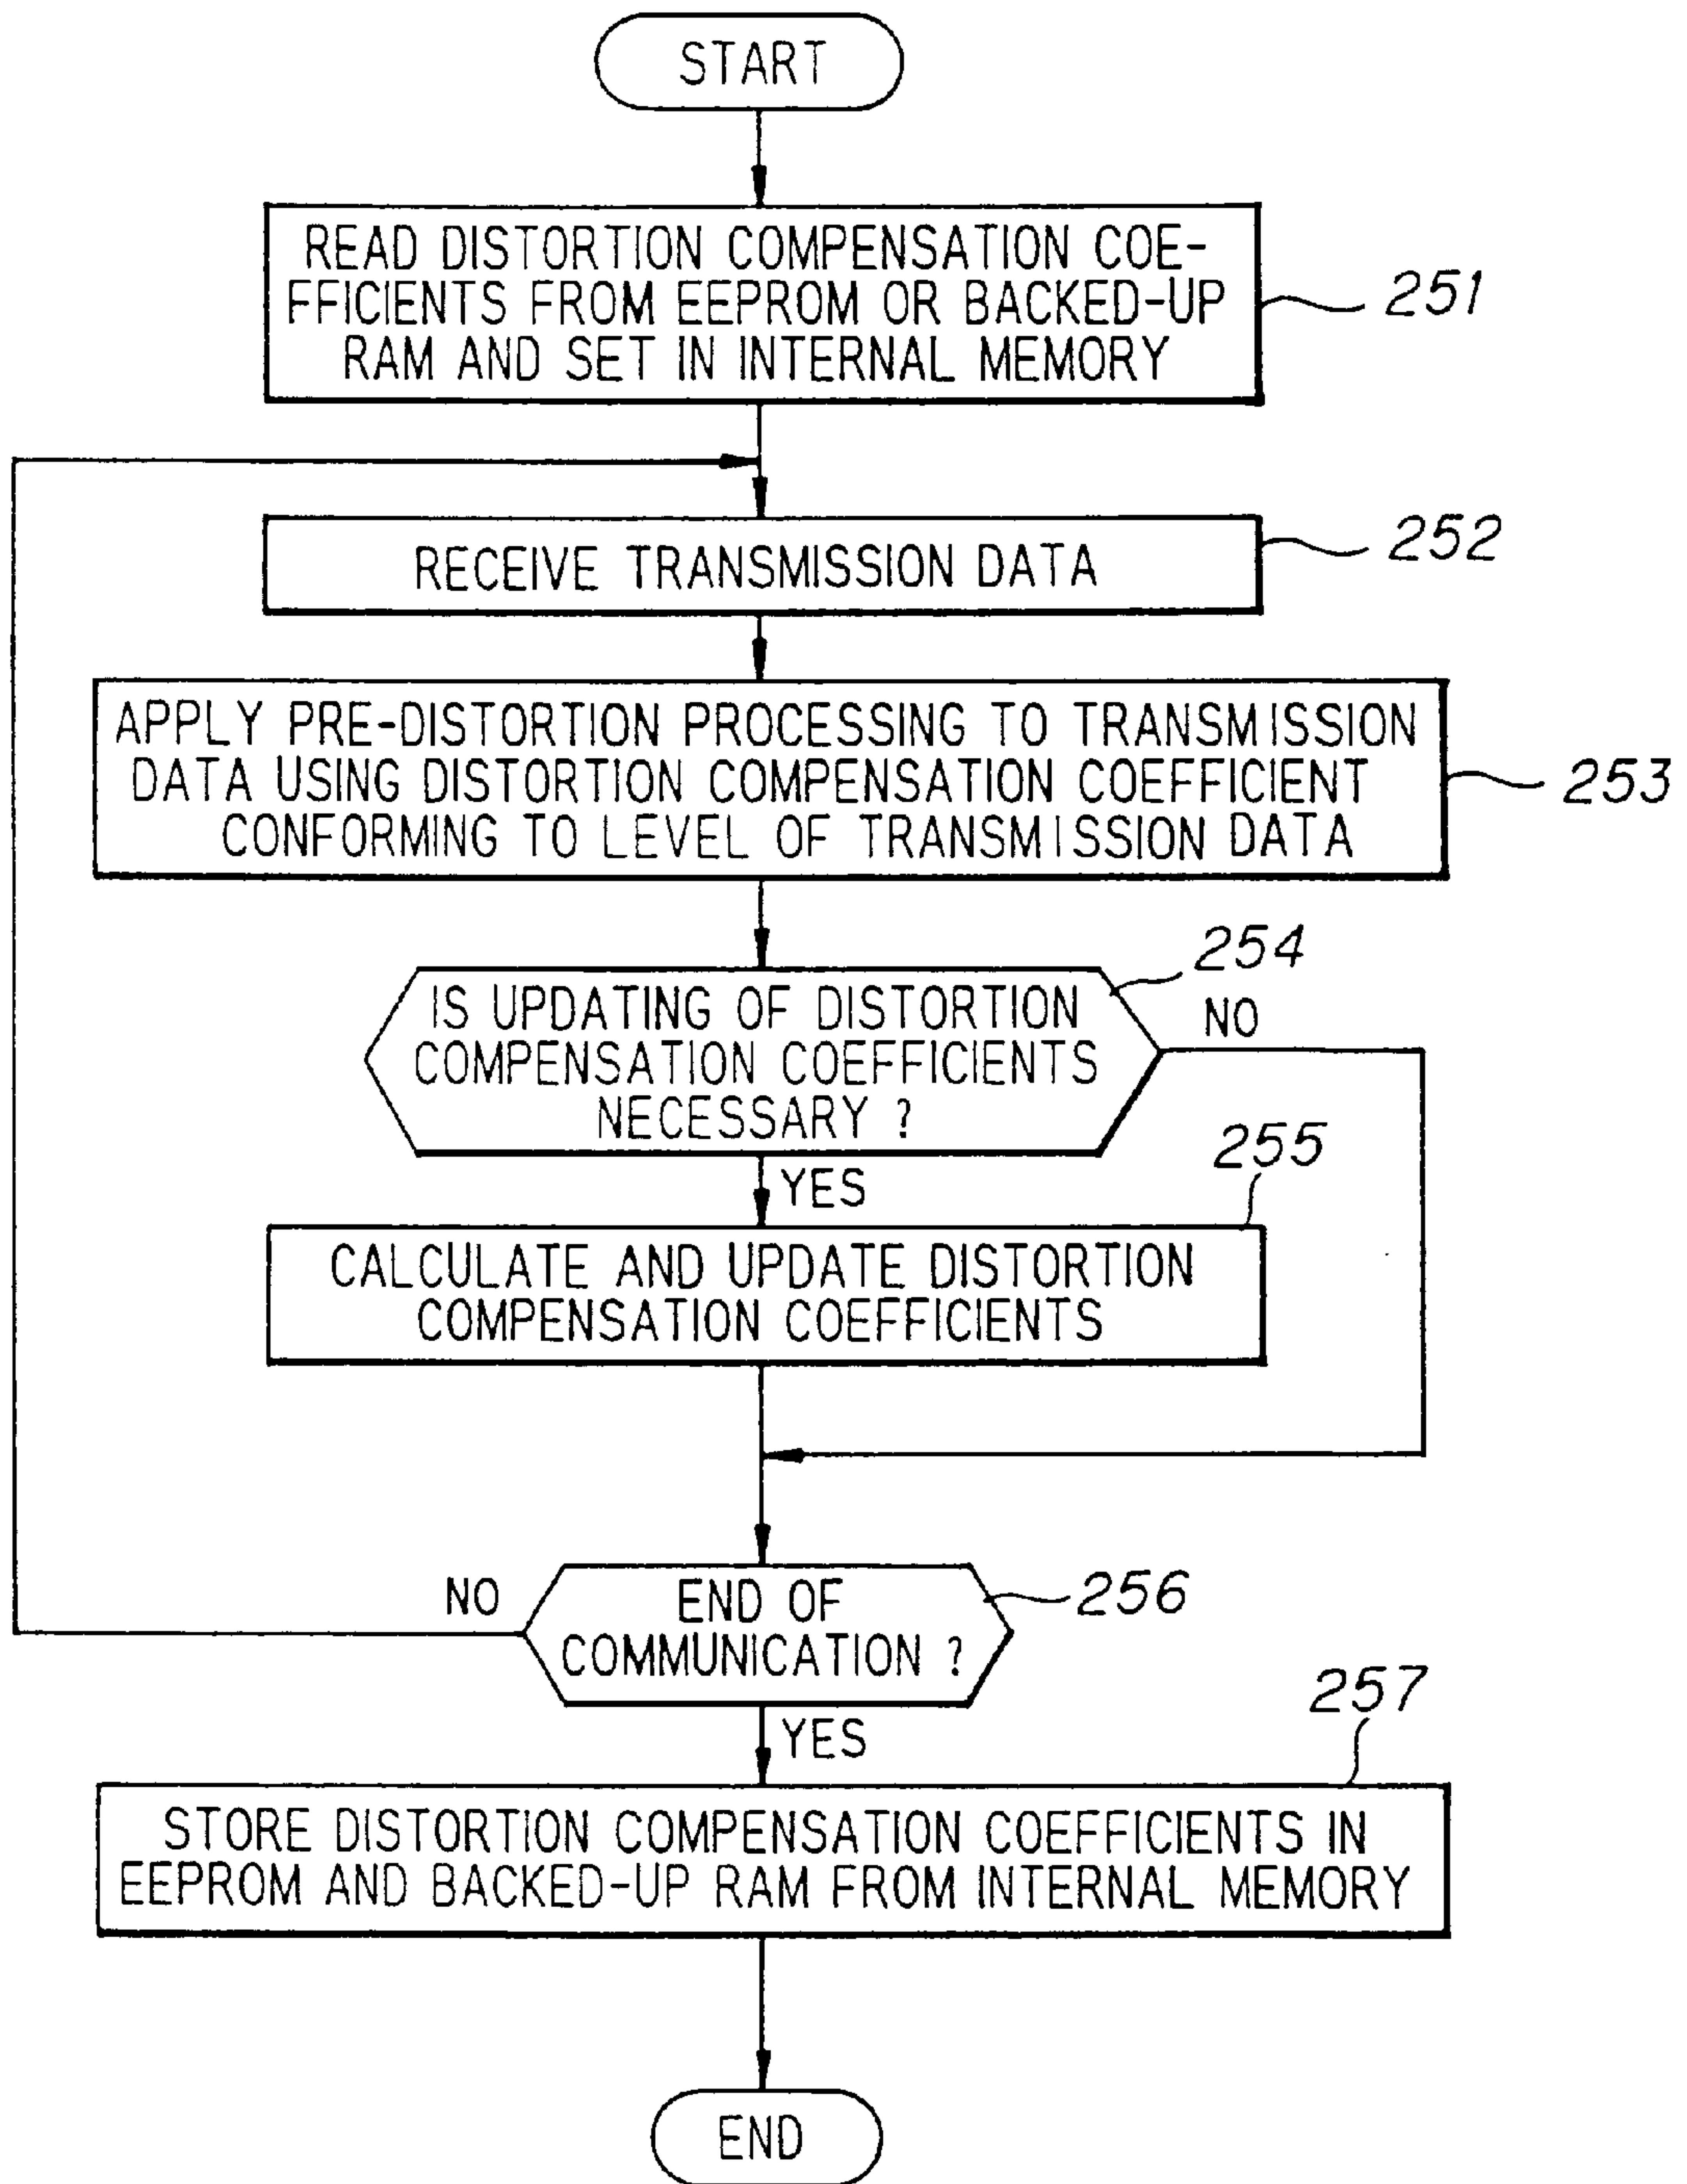 START
READ DISTORTION COMPENSATION COE-
FFICIENTS FROM EEPROM OR BACKED-UP
RAM AND SET IN INTERNAL MEMORY
251
RECEIVE TRANSMISSION DATA
252
APPLY PRE-DISTORTION PROCESSING TO TRANSMISSION
DATA USING DISTORTION COMPENSATION COEFFICIENT
CONFORMING TO LEVEL OF TRANSMISSION DATA
253
254
IS UPDATING OF DISTORTION
COMPENSATION COEFFICIENTS
NECESSARY ?
NO
YES
255
CALCULATE AND UPDATE DISTORTION
COMPENSATION COEFFICIENTS
NO
END OF
COMMUNICATION ?
256
YES
257
STORE DISTORTION COMPENSATION COEFFICIENTS IN
EEPROM AND BACKED-UP RAM FROM INTERNAL MEMORY
END